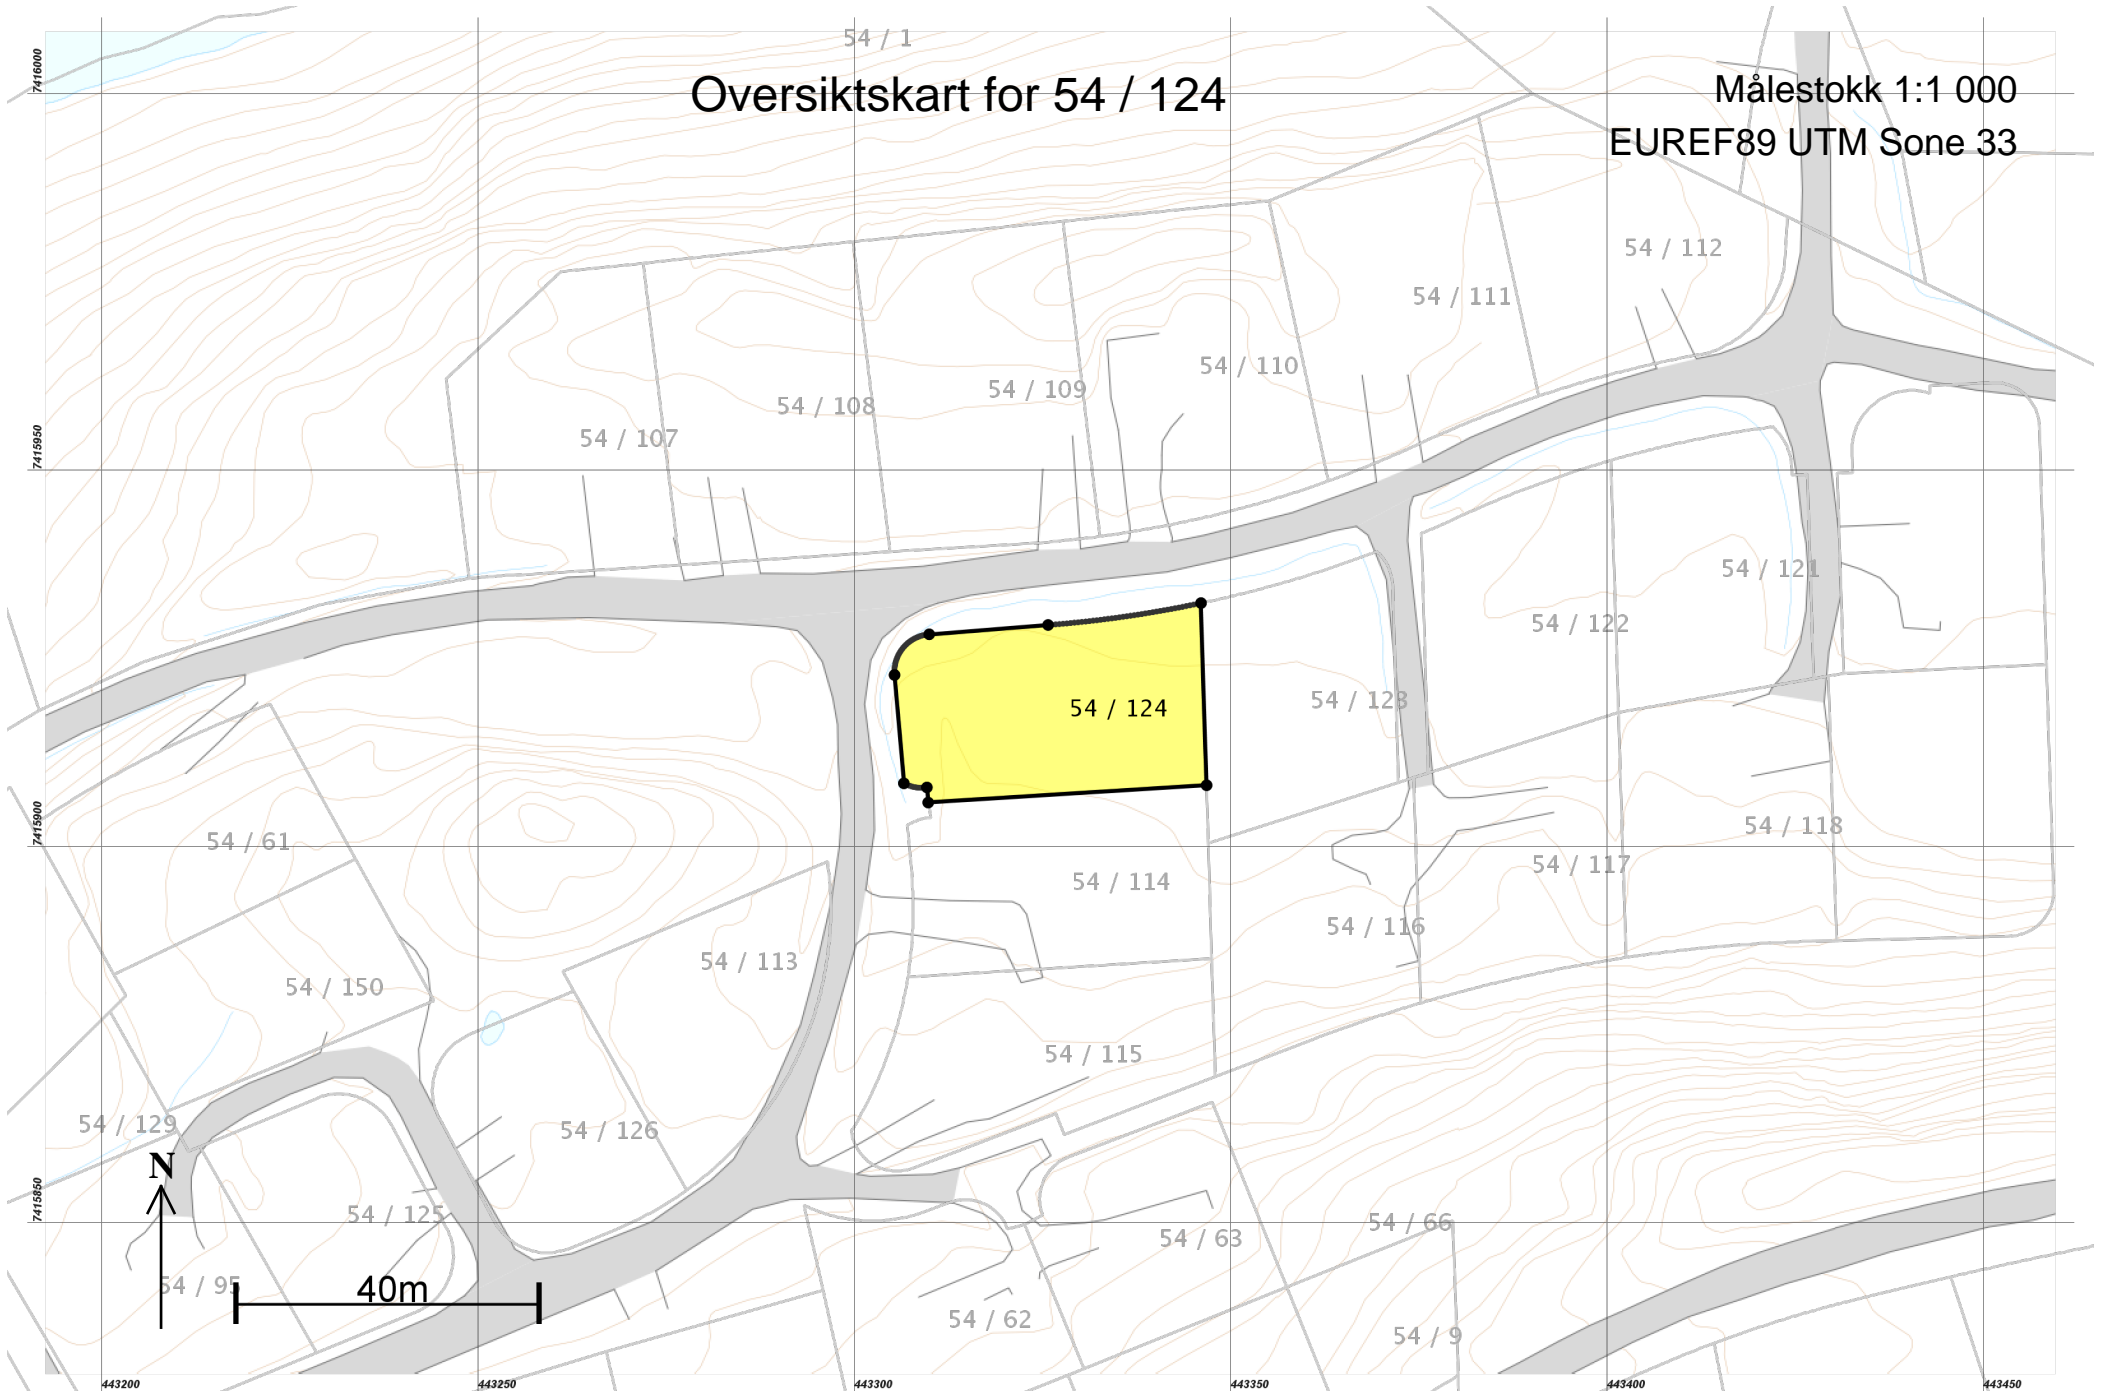 54 / 1
7416000
Oversiktskart for 54 / 124
Målestokk 1:1 000
EUREF89 UTM Sone 33
54 / 112
54 / 111
54 / 110
54 / 109
54 / 108
54 / 107
7415950
54 / 121
54 / 122
54 / 123
54 / 124
7415900
54 / 61
54 / 118
54 / 117
54 / 114
54 / 116
54 / 113
54 / 150
54 / 115
54 / 129
54 / 126
N
7415850
54 / 125
54 / 66
54 / 63
54 / 95
40m
54 / 62
54 / 9
443200
443250
443300
443350
443400
443450